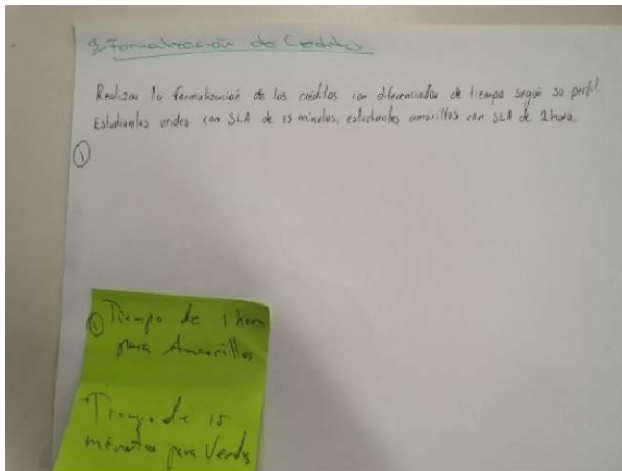 3. Formalización de Créditos
Realizar la formalización de los créditos con diferenciador de tiempo según su perfil.
Estudiantes verdes con SLA de 15 minutos, estudiantes amarillos con SLA de 1 hora.
1
1 Tiempo de 1 hora
para Amarillos
Tiempo de 15
minutos para Verdes